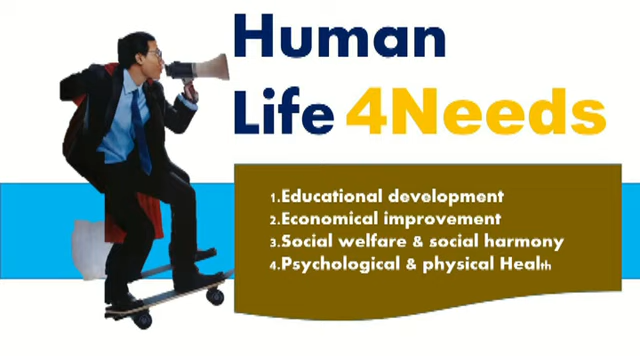 Human
Life 4Needs
1.Educational development
2.Economical improvement
3.Social welfare & social harmony
4.Psychological & physical Health